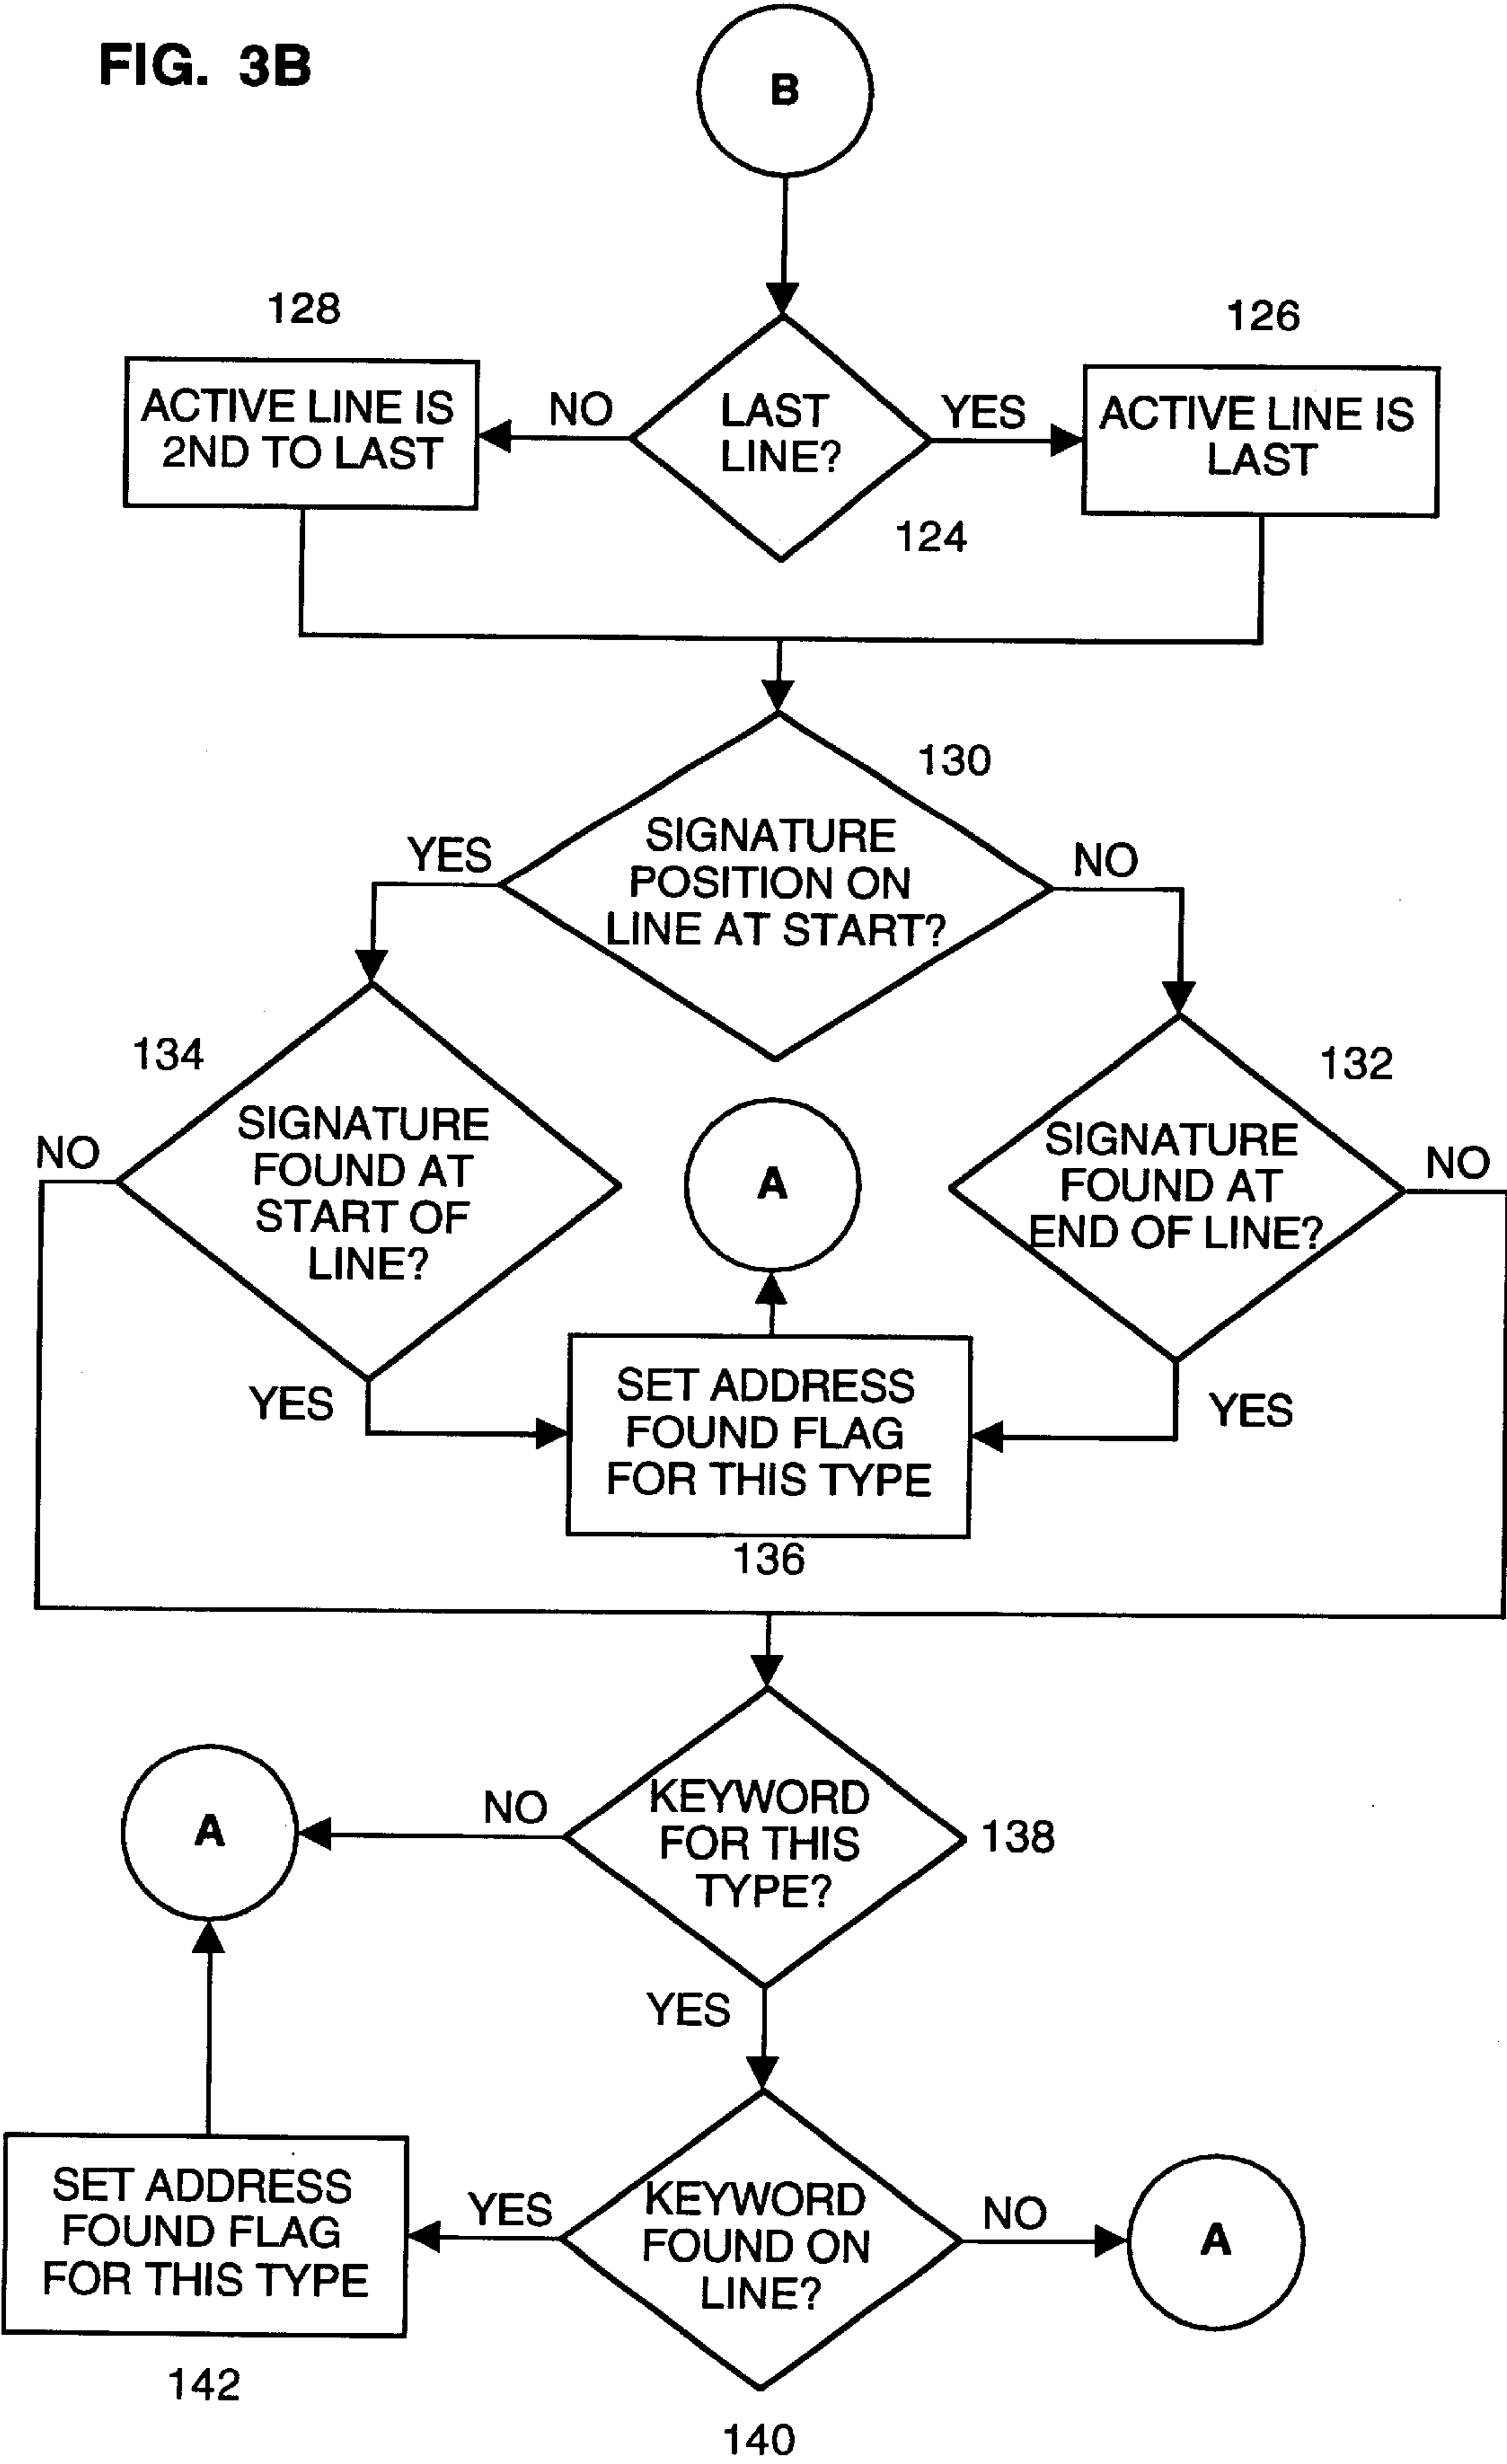 FIG. 3B
B
128
126
ACTIVE LINE IS
2ND TO LAST
NO
LAST
LINE?
YES
ACTIVE LINE IS
LAST
124
130
YES
SIGNATURE
POSITION ON
LINE AT START?
NO
134
132
NO
SIGNATURE
FOUND AT
START OF
LINE?
A
SIGNATURE
FOUND AT
END OF LINE?
NO
YES
SET ADDRESS
FOUND FLAG
FOR THIS TYPE
YES
136
A
NO
KEYWORD
FOR THIS
TYPE?
138
YES
SET ADDRESS
FOUND FLAG
FOR THIS TYPE
YES
KEYWORD
FOUND ON
LINE?
NO
A
142
140